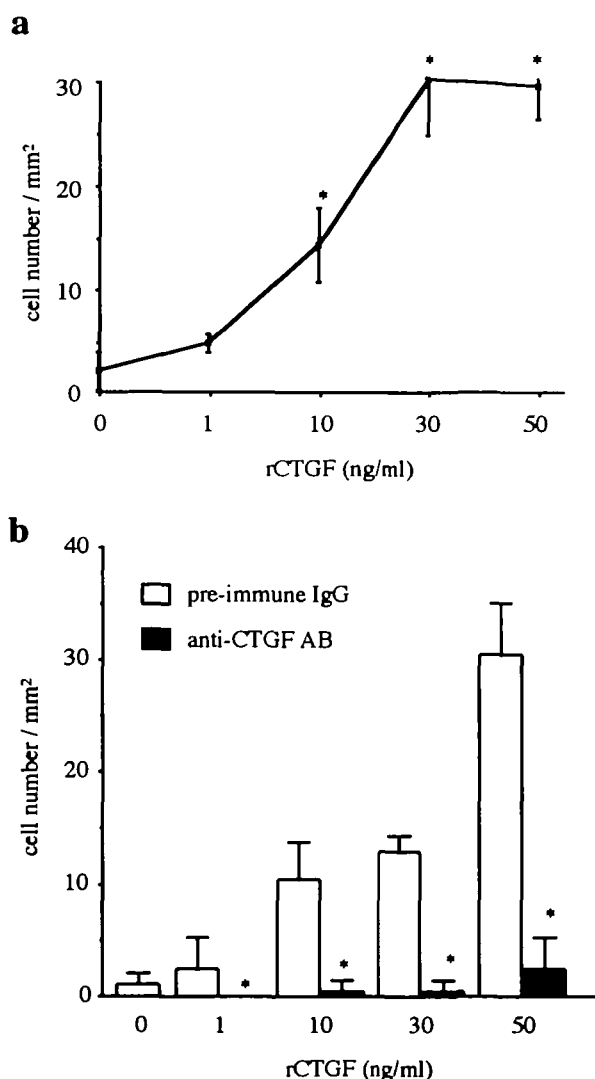 a
30
20
10
0
cell number / mm²
*
*
*
0 1 10 30 50
rCTGF (ng/ml)
b
40
30
20
10
0
cell number / mm²
pre-immune IgG
anti-CTGF AB
*
*
*
*
0 1 10 30 50
rCTGF (ng/ml)